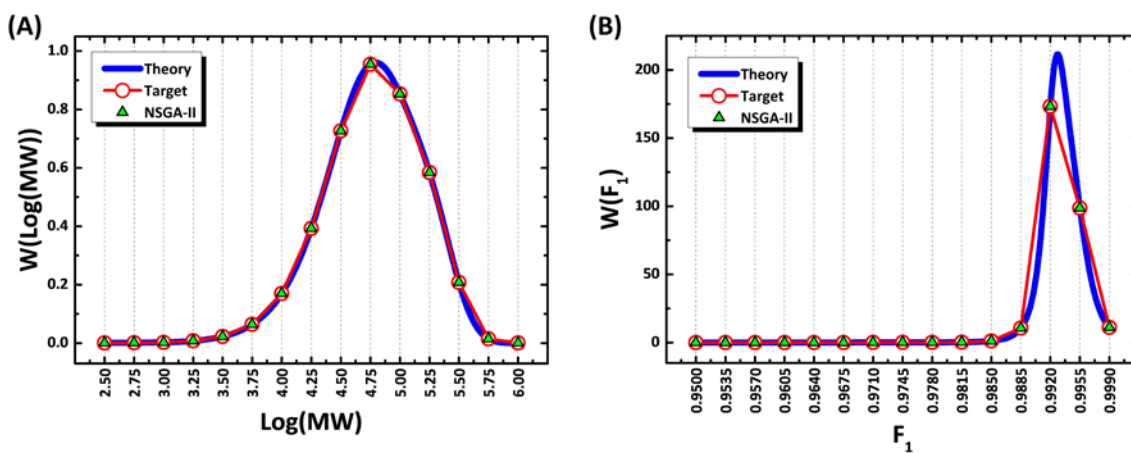 (A)
W(Log(MW))
1.0
0.8
0.6
0.4
0.2
0.0
Theory
Target
NSGA-II
2.50 2.75 3.00 3.25 3.50 3.75 4.00 4.25 4.50 4.75 5.00 5.25 5.50 5.75 6.00
Log(MW)
(B)
W(F₁)
200
150
100
50
0
Theory
Target
NSGA-II
0.9500 0.9535 0.9570 0.9605 0.9640 0.9675 0.9710 0.9745 0.9780 0.9815 0.9850 0.9885 0.9920 0.9955 0.9990
F₁